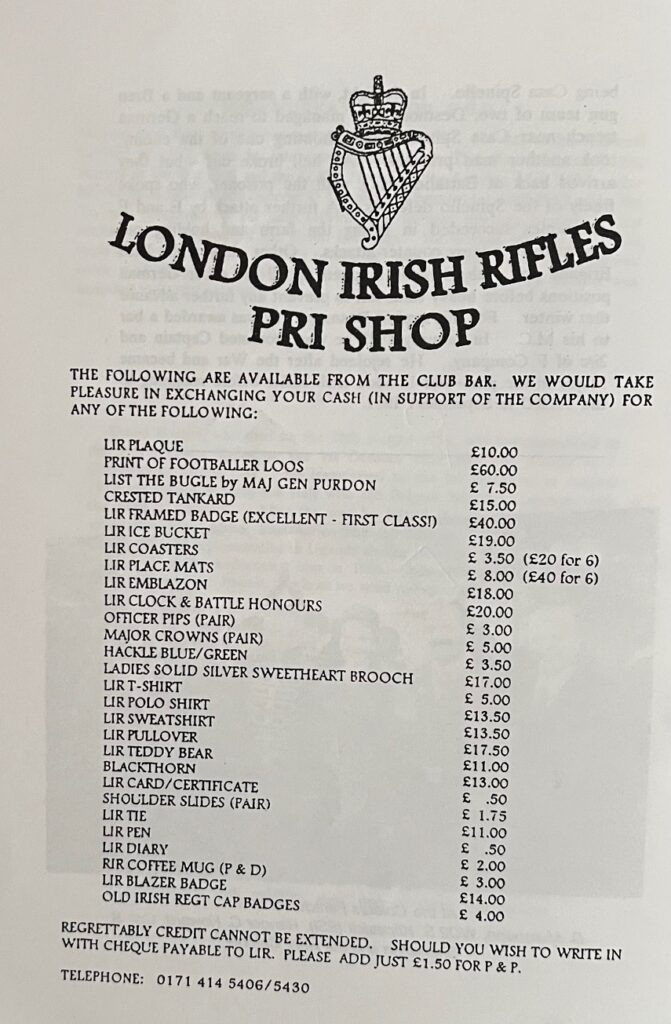 LONDON IRISH RIFLES
PRI SHOP
THE FOLLOWING ARE AVAILABLE FROM THE CLUB BAR. WE WOULD TAKE
PLEASURE IN EXCHANGING YOUR CASH (IN SUPPORT OF THE COMPANY) FOR
ANY OF THE FOLLOWING:
LIR PLAQUE £10.00
PRINT OF FOOTBALLER LOOS £60.00
LIST THE BUGLE by MAJ GEN PURDON £ 7.50
CRESTED TANKARD £15.00
LIR FRAMED BADGE (EXCELLENT - FIRST CLASS!) £40.00
LIR ICE BUCKET £19.00
LIR COASTERS £ 3.50 (£20 for 6)
LIR PLACE MATS £ 8.00 (£40 for 6)
LIR EMBLAZON £18.00
LIR CLOCK & BATTLE HONOURS £20.00
OFFICER PIPS (PAIR) £ 3.00
MAJOR CROWNS (PAIR) £ 5.00
HACKLE BLUE/GREEN £ 3.50
LADIES SOLID SILVER SWEETHEART BROOCH £17.00
LIR T-SHIRT £ 5.00
LIR POLO SHIRT £13.50
LIR SWEATSHIRT £13.50
LIR PULLOVER £17.50
LIR TEDDY BEAR £11.00
BLACKTHORN £13.00
LIR CARD/CERTIFICATE £ .50
SHOULDER SLIDES (PAIR) £ 1.75
LIR TIE £11.00
LIR PEN £ .50
LIR DIARY £ 2.00
RIR COFFEE MUG (P & D) £ 3.00
LIR BLAZER BADGE £14.00
OLD IRISH REGT CAP BADGES £ 4.00
REGRETTABLY CREDIT CANNOT BE EXTENDED. SHOULD YOU WISH TO WRITE IN
WITH CHEQUE PAYABLE TO LIR. PLEASE ADD JUST £1.50 FOR P & P.
TELEPHONE: 0171 414 5406/5430